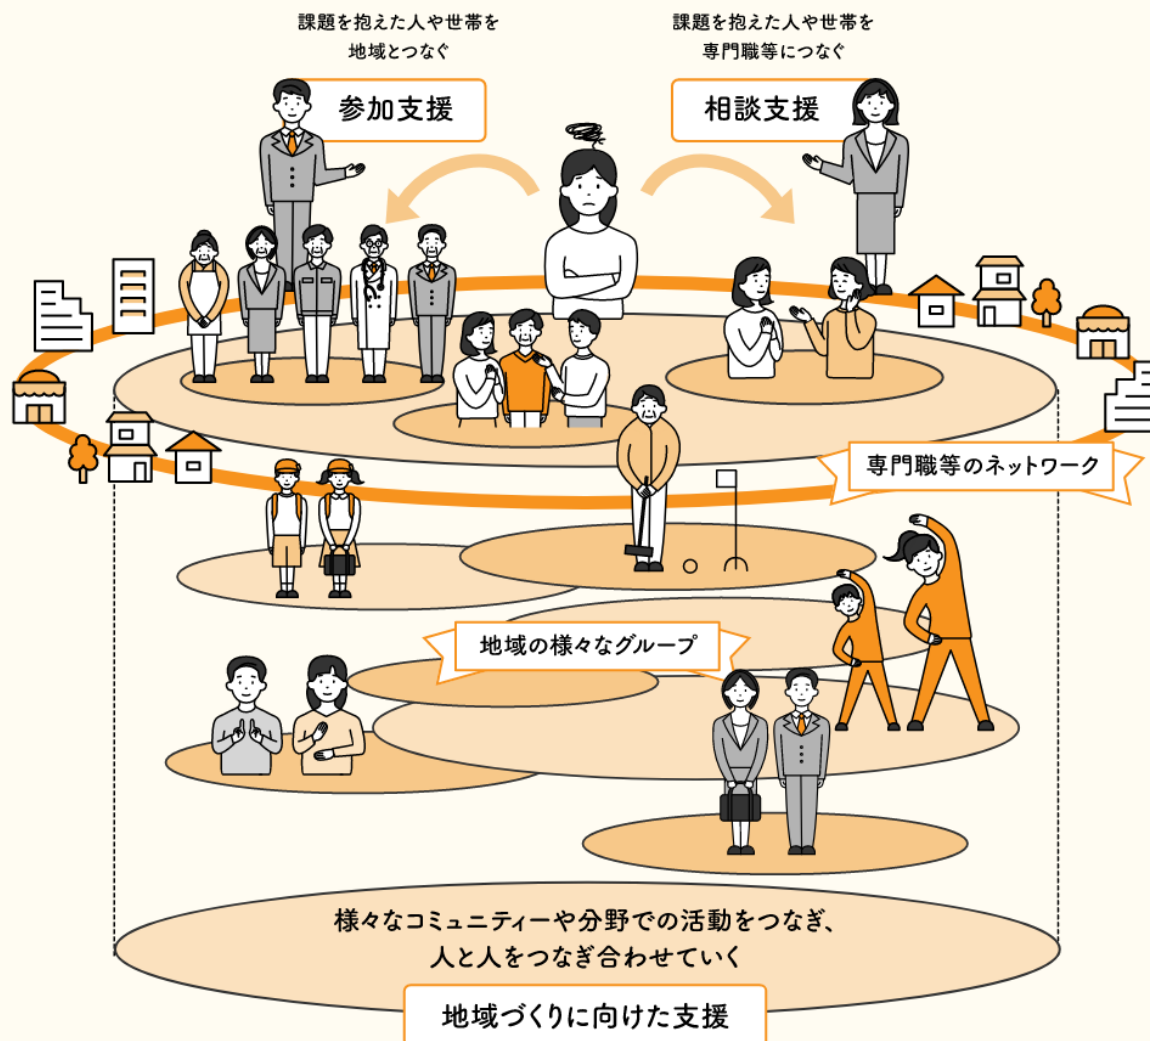 課題を抱えた人や世帯を
地域とつなぐ
参加支援
課題を抱えた人や世帯を
専門職等につなぐ
相談支援
専門職等のネットワーク
地域の様々なグループ
様々なコミュニティーや分野での活動をつなぎ、
人と人をつなぎ合わせていく
地域づくりに向けた支援